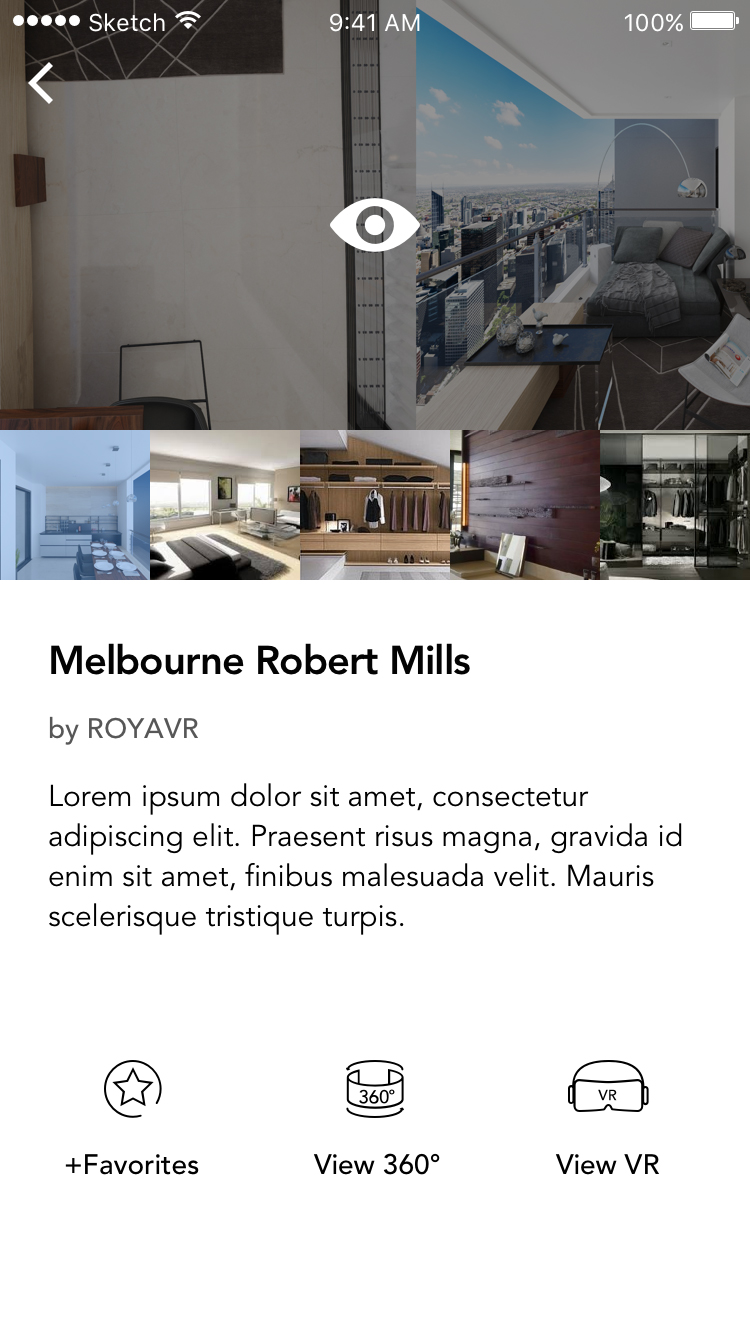 Sketch 9:41 AM 100%
Melbourne Robert Mills
by ROYAVR
Lorem ipsum dolor sit amet, consectetur
adipiscing elit. Praesent risus magna, gravida id
enim sit amet, finibus malesuada velit. Mauris
scelerisque tristique turpis.
360° VR
+Favorites View 360° View VR